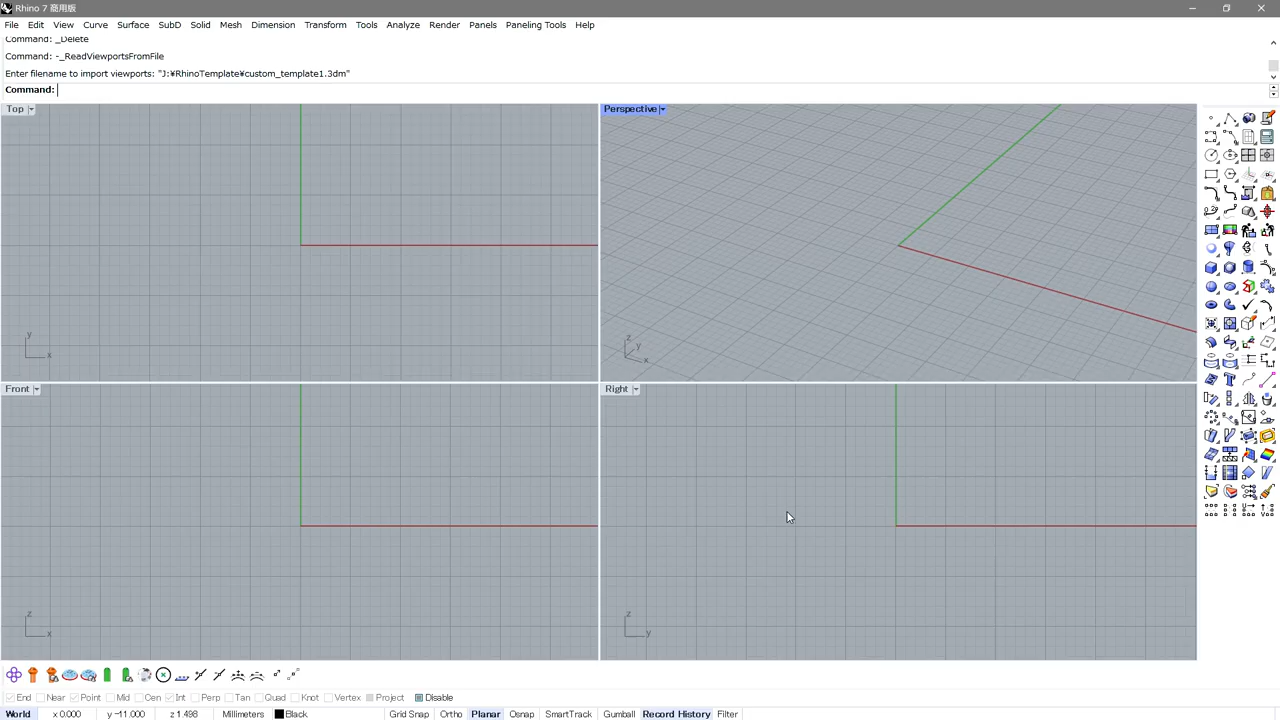 Rhino 7 商用版
File Edit View Curve Surface SubD Solid Mesh Dimension Transform Tools Analyze Render Panels Paneling Tools Help
Command: _Delete
Command: -_ReadViewportsFromFile
Enter filename to import viewports: "J:¥RhinoTemplate¥custom_template1.3dm"
Command:
Top
Perspective
y
x
z
y
x
Front
Right
z
x
z
y
End Near Point Mid Cen Int Perp Tan Quad Knot Vertex Project Disable
World x 0.000 y -11.000 z 1.498 Millimeters Black Grid Snap Ortho Planar Osnap SmartTrack Gumball Record History Filter